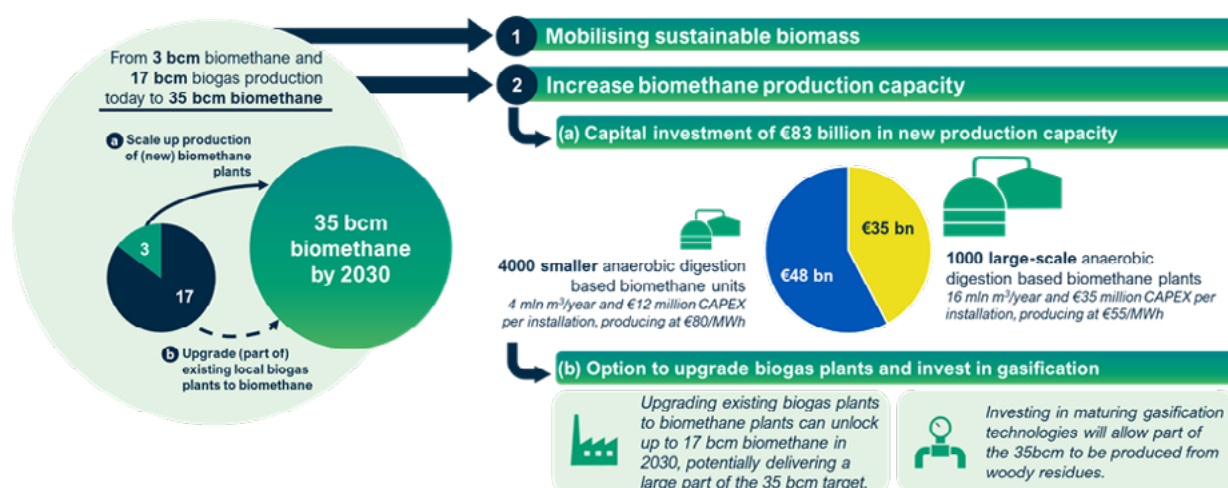 From 3 bcm biomethane and
17 bcm biogas production
today to 35 bcm biomethane
a Scale up production
of (new) biomethane
plants
3
17
35 bcm
biomethane
by 2030
b Upgrade (part of)
existing local biogas
plants to biomethane
1 Mobilising sustainable biomass
2 Increase biomethane production capacity
(a) Capital investment of €83 billion in new production capacity
4000 smaller anaerobic digestion
based biomethane units
4 mln m³/year and €12 million CAPEX
per installation, producing at €80/MWh
€48 bn
€35 bn
1000 large-scale anaerobic
digestion based biomethane plants
16 mln m³/year and €35 million CAPEX per
installation, producing at €55/MWh
(b) Option to upgrade biogas plants and invest in gasification
Upgrading existing biogas plants
to biomethane plants can unlock
up to 17 bcm biomethane in
2030, potentially delivering a
large part of the 35 bcm target.
Investing in maturing gasification
technologies will allow part of
the 35bcm to be produced from
woody residues.